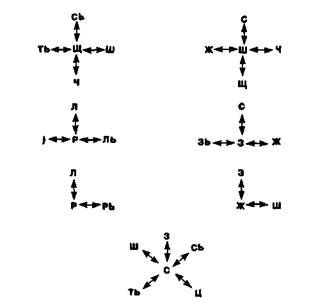 СЬ С
ТЬ Щ Ш Ж Ш Ч
Ч Щ
Л С
j Р ЛЬ ЗЬ З Ж
Л З
Р РЬ Ж Ш
З
Ш СЬ
С
ТЬ Ц